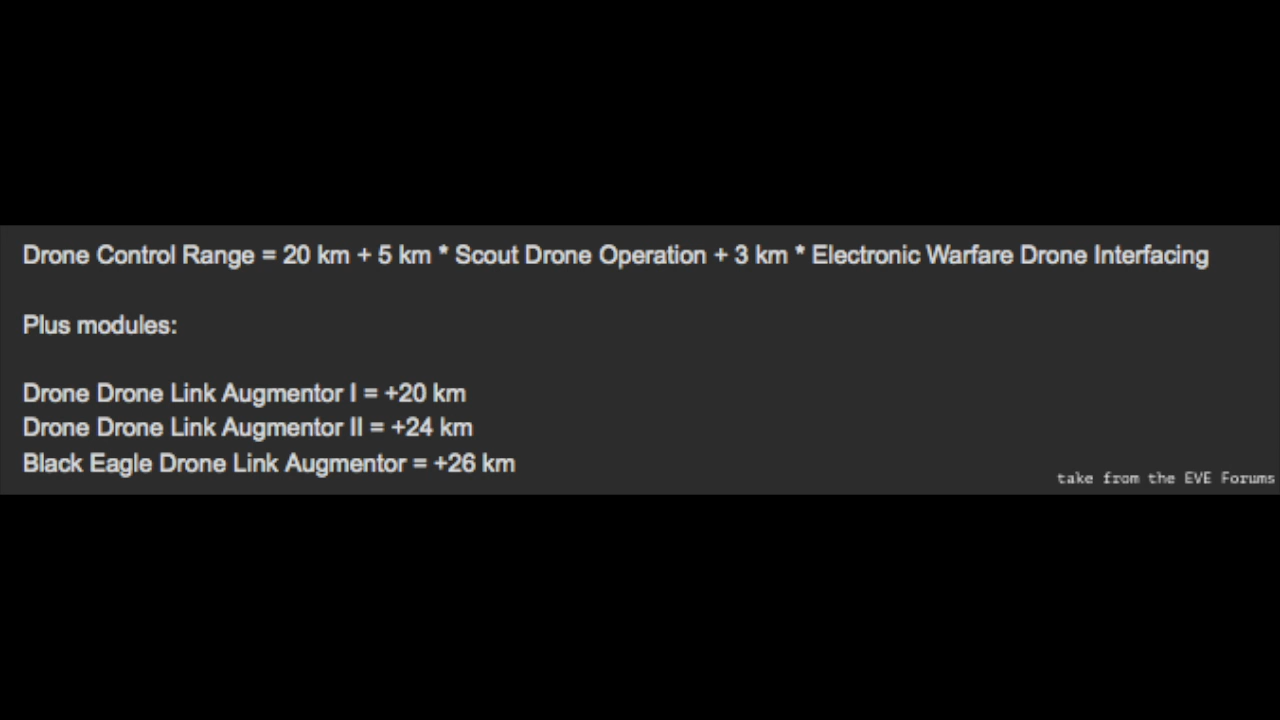 Drone Control Range = 20 km + 5 km * Scout Drone Operation + 3 km * Electronic Warfare Drone Interfacing
Plus modules:
Drone Drone Link Augmentor I = +20 km
Drone Drone Link Augmentor II = +24 km
Black Eagle Drone Link Augmentor = +26 km
take from the EVE Forums